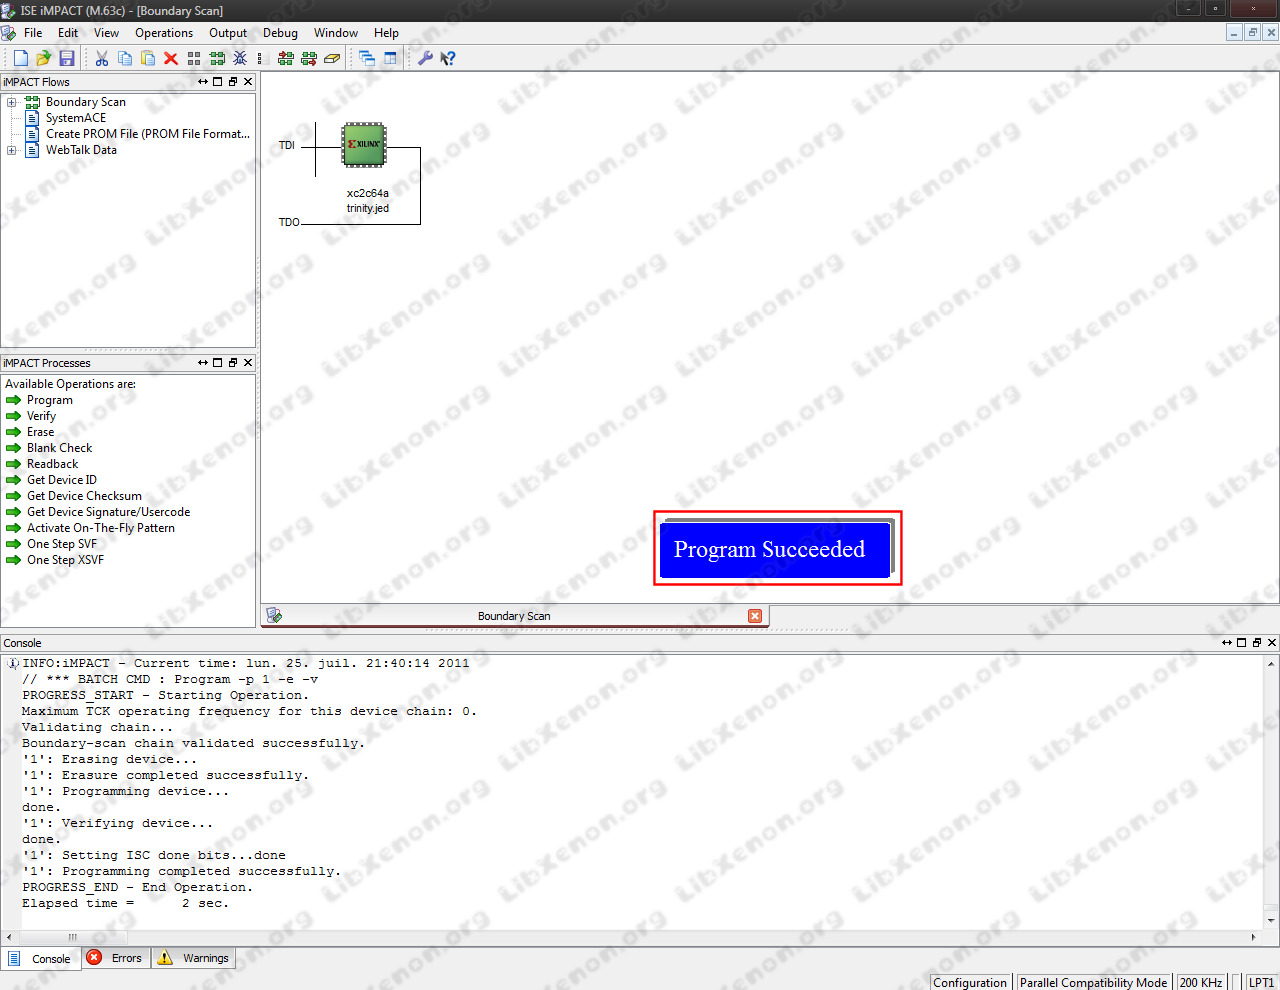 ISE iMPACT (M.63c) - [Boundary Scan]
File Edit View Operations Output Debug Window Help
iMPACT Flows
Boundary Scan
SystemACE
Create PROM File (PROM File Format...
WebTalk Data
TDI
XILINX
xc2c64a
trinity.jed
TDO
iMPACT Processes
Available Operations are:
Program
Verify
Erase
Blank Check
Readback
Get Device ID
Get Device Checksum
Get Device Signature/Usercode
Activate On-The-Fly Pattern
One Step SVF
One Step XSVF
Program Succeeded
Boundary Scan
Console
INFO:iMPACT - Current time: lun. 25. juil. 21:40:14 2011
// *** BATCH CMD : Program -p 1 -e -v
PROGRESS_START - Starting Operation.
Maximum TCK operating frequency for this device chain: 0.
Validating chain...
Boundary-scan chain validated successfully.
'1': Erasing device...
'1': Erasure completed successfully.
'1': Programming device...
done.
'1': Verifying device...
done.
'1': Setting ISC done bits...done
'1': Programming completed successfully.
PROGRESS_END - End Operation.
Elapsed time =      2 sec.
Console Errors Warnings
Configuration Parallel Compatibility Mode 200 KHz LPT1
LibXenon.org